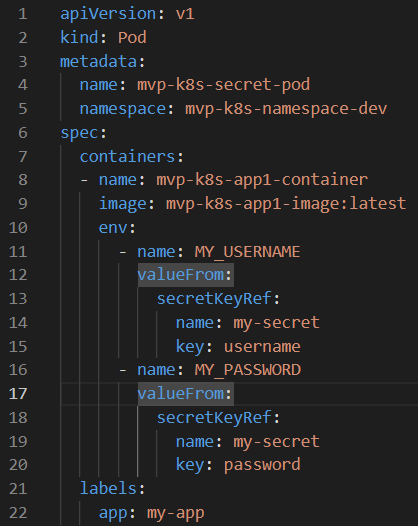 1 apiVersion: v1
2 kind: Pod
3 metadata:
4   name: mvp-k8s-secret-pod
5   namespace: mvp-k8s-namespace-dev
6 spec:
7   containers:
8   - name: mvp-k8s-app1-container
9     image: mvp-k8s-app1-image:latest
10     env:
11       - name: MY_USERNAME
12         valueFrom:
13           secretKeyRef:
14             name: my-secret
15             key: username
16       - name: MY_PASSWORD
17         valueFrom:
18           secretKeyRef:
19             name: my-secret
20             key: password
21   labels:
22     app: my-app